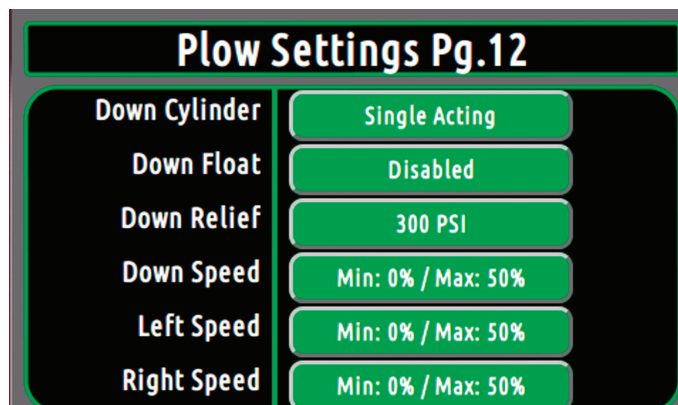 Plow Settings Pg.12
Down Cylinder Single Acting
Down Float Disabled
Down Relief 300 PSI
Down Speed Min: 0% / Max: 50%
Left Speed Min: 0% / Max: 50%
Right Speed Min: 0% / Max: 50%